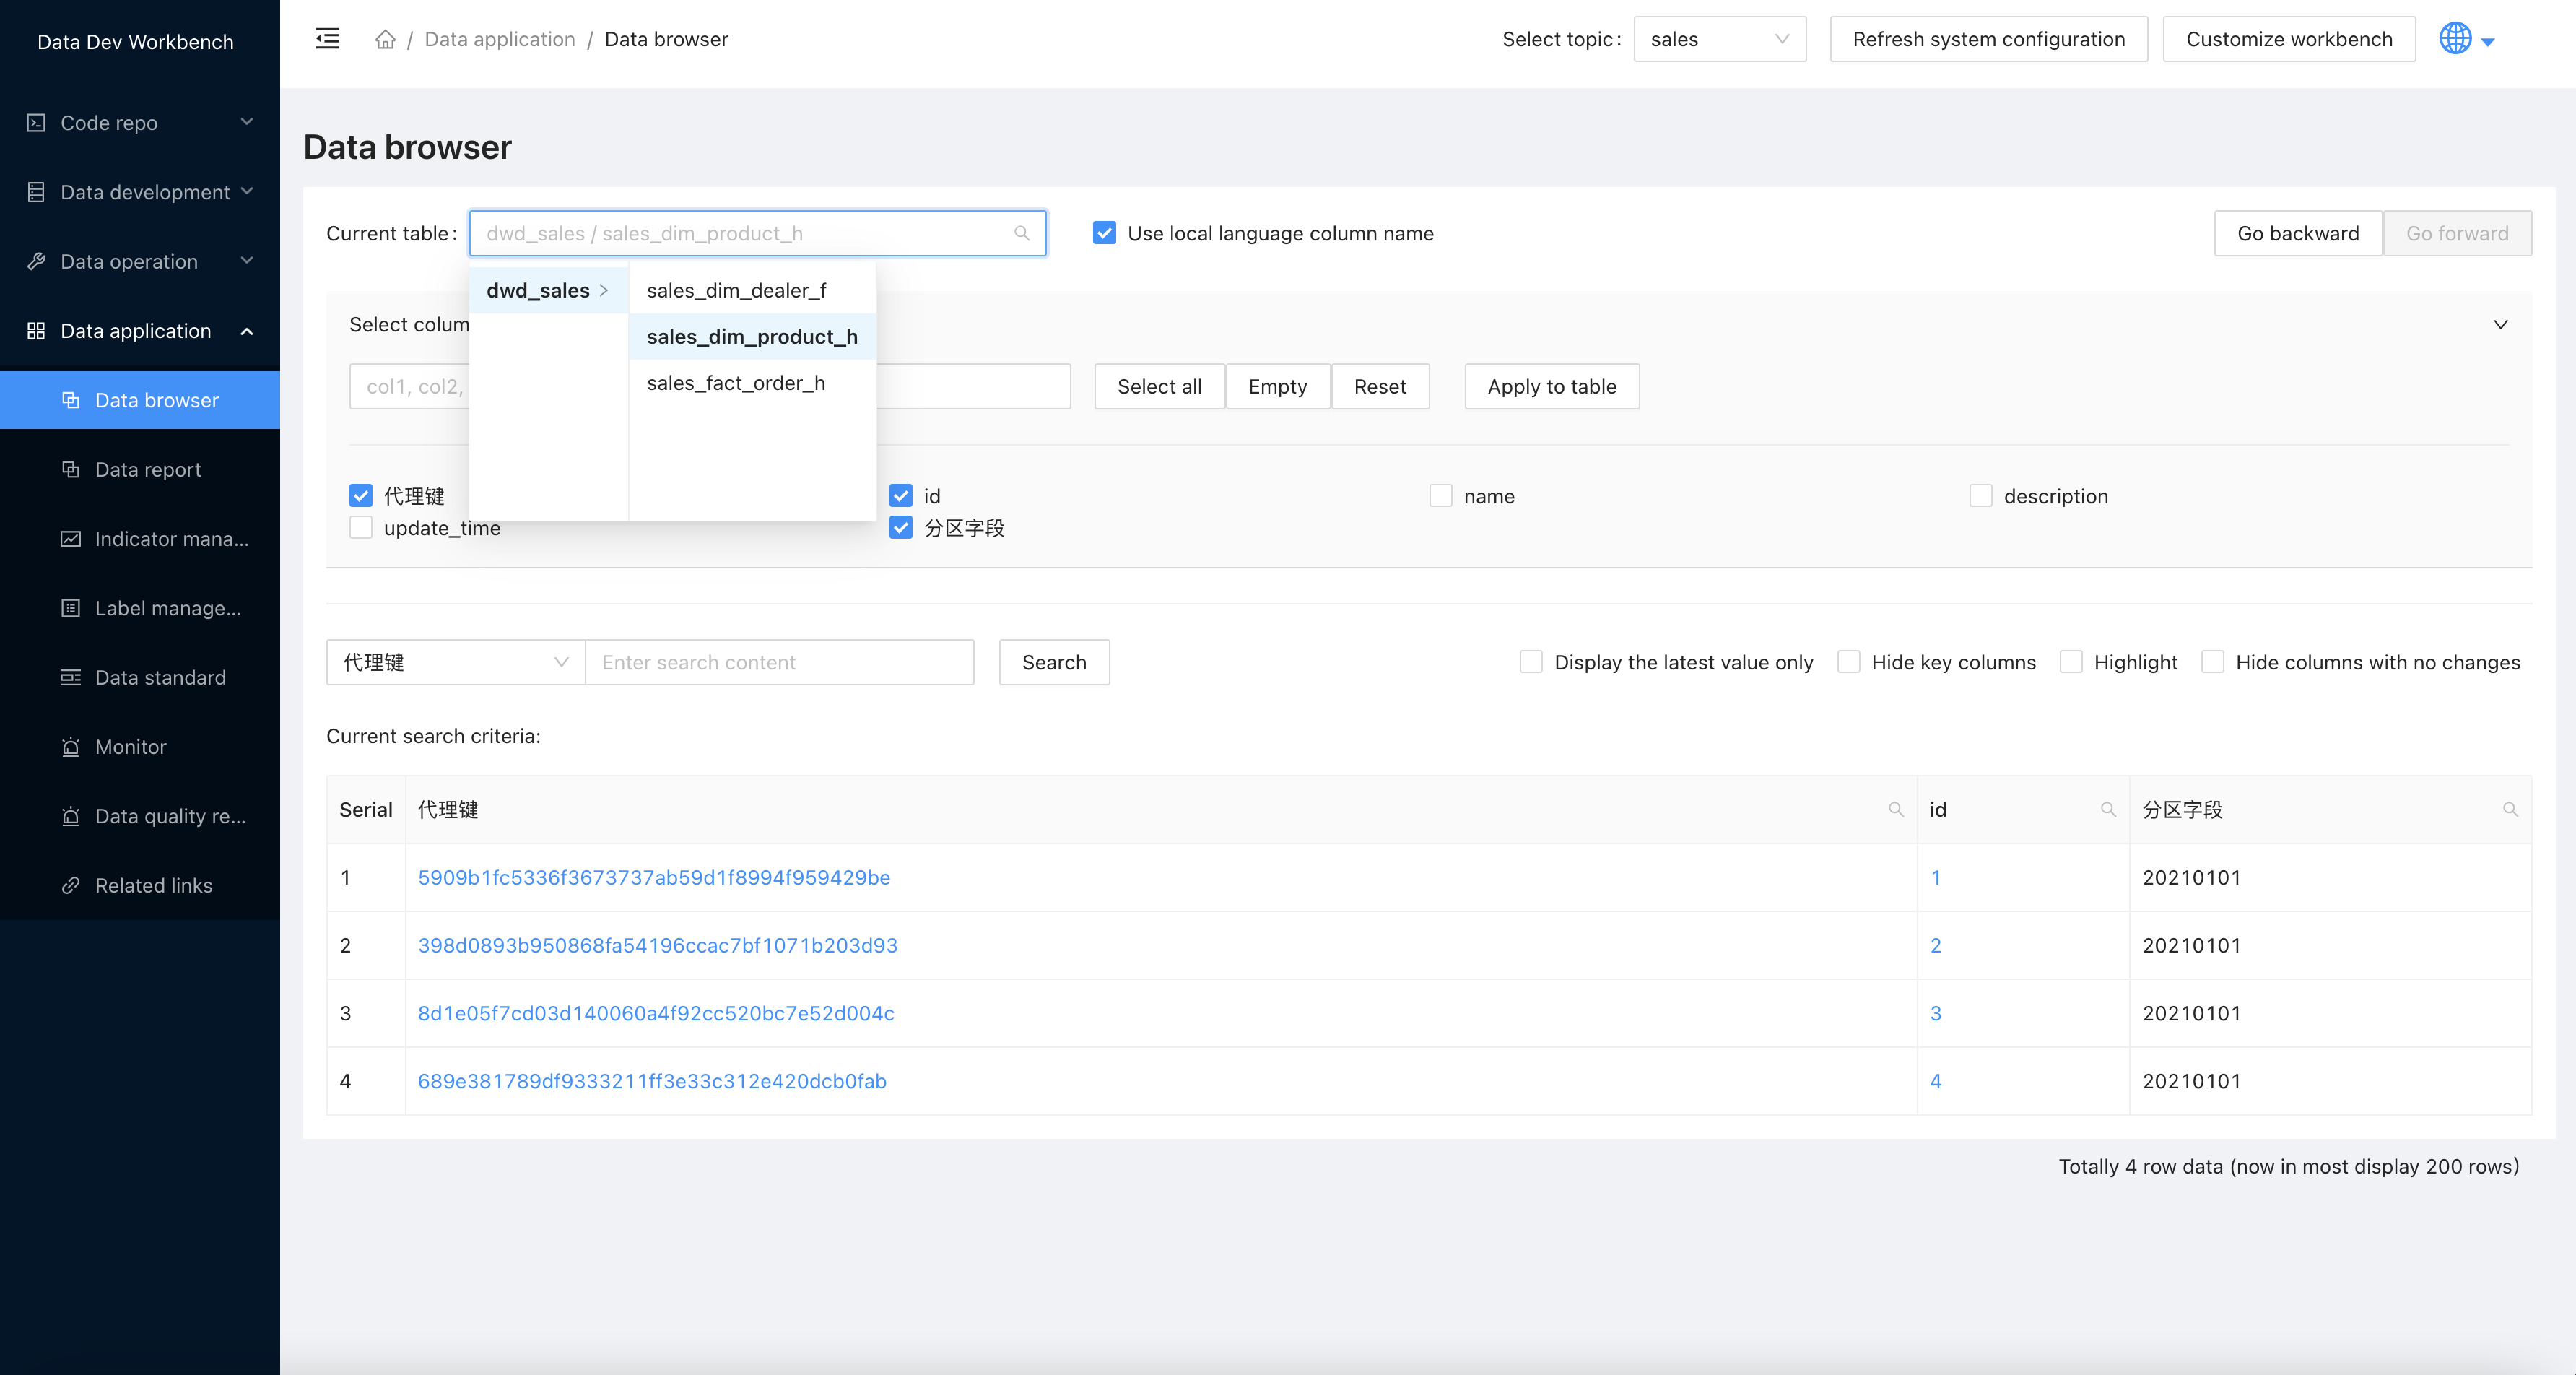 Data Dev Workbench
Code repo
Data development
Data operation
Data application
Data browser
Data report
Indicator mana...
Label manage...
Data standard
Monitor
Data quality re...
Related links
/ Data application / Data browser
Select topic: sales
Refresh system configuration
Customize workbench
Data browser
Current table: dwd_sales / sales_dim_product_h
Use local language column name
Go backward
Go forward
dwd_sales
sales_dim_dealer_f
sales_dim_product_h
sales_fact_order_h
Select colum
col1, col2,
Select all
Empty
Reset
Apply to table
代理键
id
name
description
update_time
分区字段
代理键
Enter search content
Search
Display the latest value only
Hide key columns
Highlight
Hide columns with no changes
Current search criteria:
Serial 代理键 id 分区字段
1 5909b1fc5336f3673737ab59d1f8994f959429be 1 20210101
2 398d0893b950868fa54196ccac7bf1071b203d93 2 20210101
3 8d1e05f7cd03d140060a4f92cc520bc7e52d004c 3 20210101
4 689e381789df9333211ff3e33c312e420dcb0fab 4 20210101
Totally 4 row data (now in most display 200 rows)